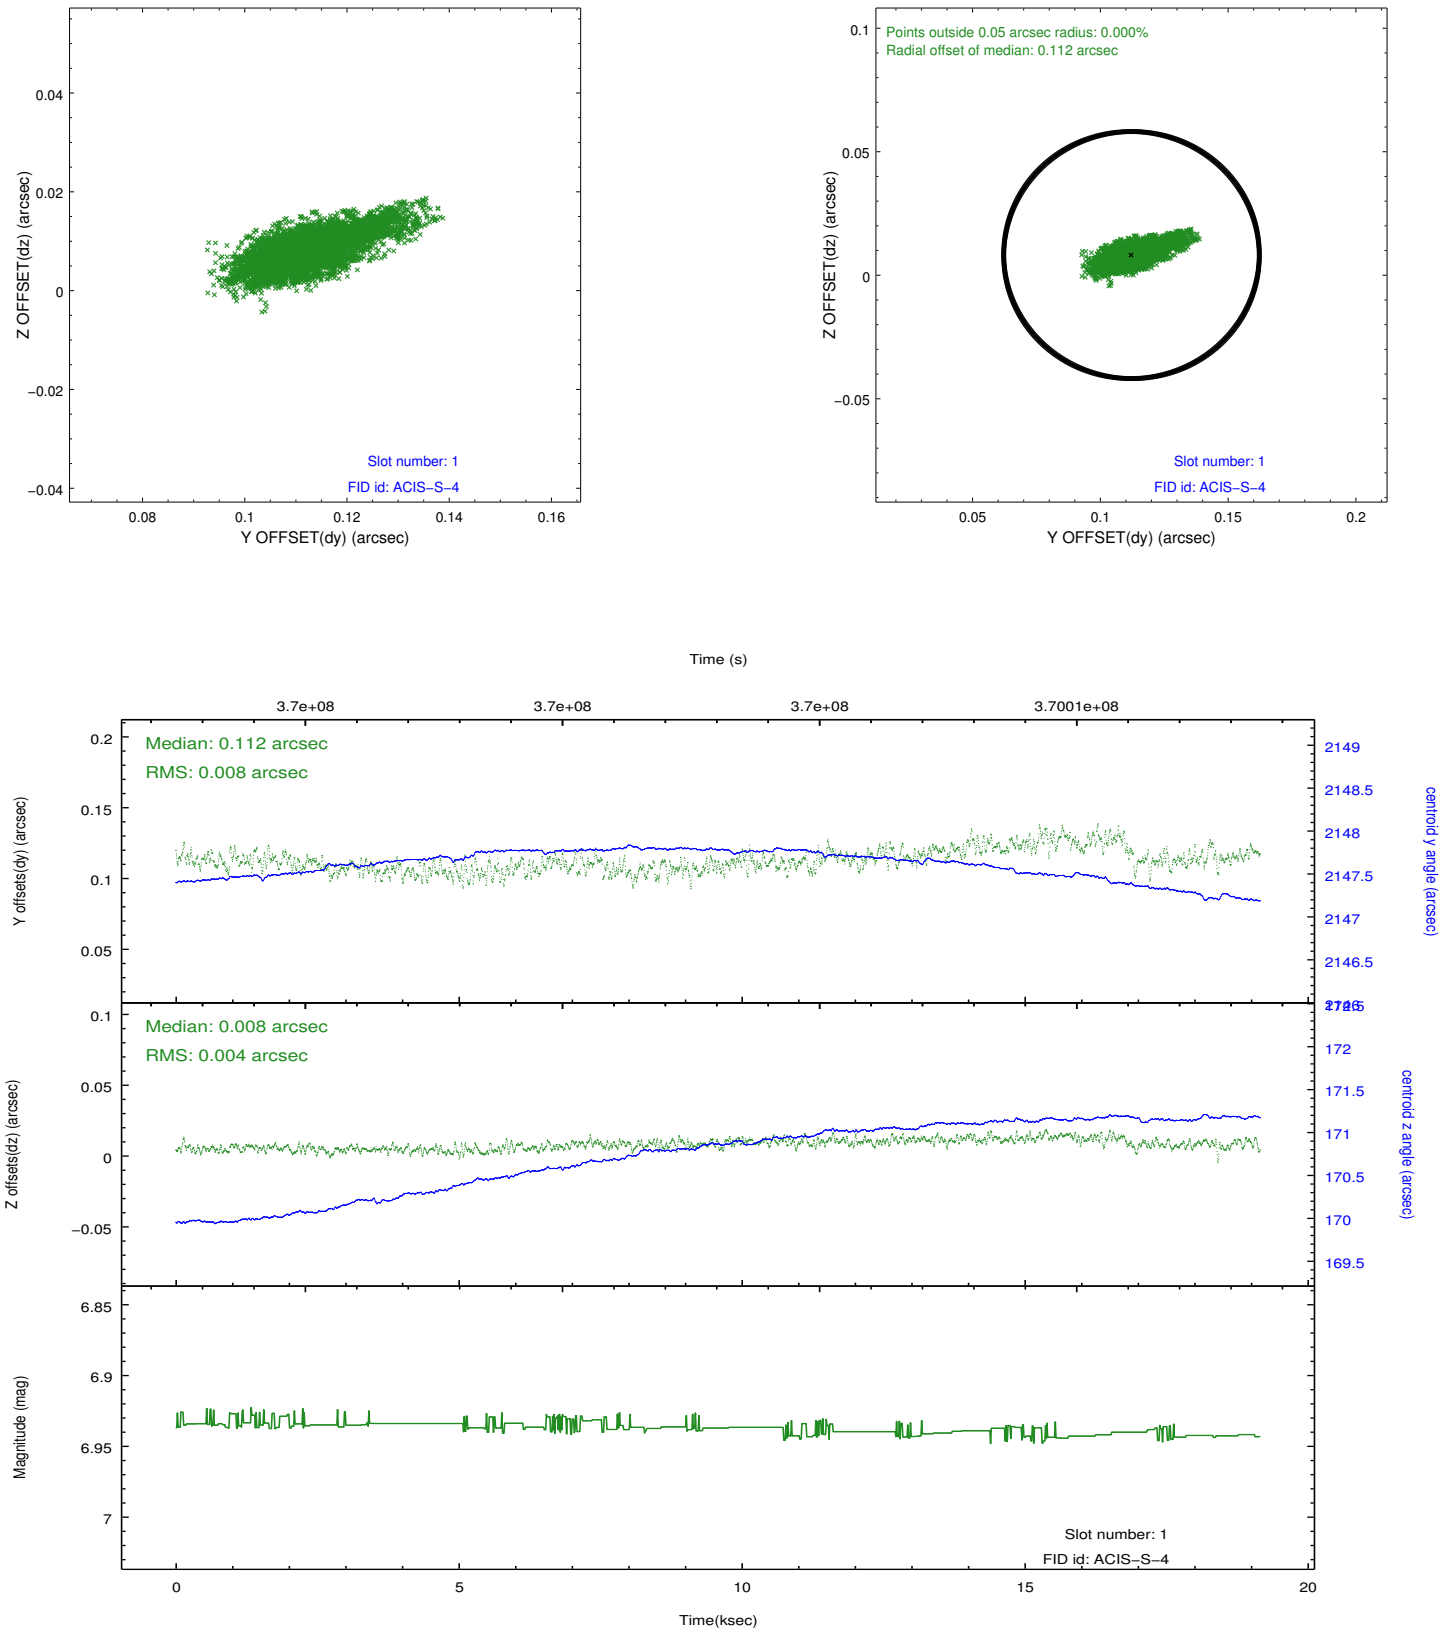 0.04
0.02
0
−0.02
−0.04
Z OFFSET(dz) (arcsec)
Slot number: 1
FID id: ACIS−S−4
0.08
0.1
0.12
0.14
0.16
Y OFFSET(dy) (arcsec)
Points outside 0.05 arcsec radius: 0.000%
Radial offset of median: 0.112 arcsec
0.1
0.05
0
−0.05
Z OFFSET(dz) (arcsec)
Slot number: 1
FID id: ACIS−S−4
0.05
0.1
0.15
0.2
Y OFFSET(dy) (arcsec)
Time (s)
3.7e+08
3.7e+08
3.7e+08
3.7001e+08
Median: 0.112 arcsec
RMS: 0.008 arcsec
0.2
0.15
0.1
0.05
Y offsets(dy) (arcsec)
2149
2148.5
2148
2147.5
2147
2146.5
2146
centroid y angle (arcsec)
Median: 0.008 arcsec
RMS: 0.004 arcsec
0.1
0.05
0
−0.05
Z offsets(dz) (arcsec)
172.5
172
171.5
171
170.5
170
169.5
centroid z angle (arcsec)
6.85
6.9
6.95
7
Magnitude (mag)
Slot number: 1
FID id: ACIS−S−4
0
5
10
15
20
Time(ksec)